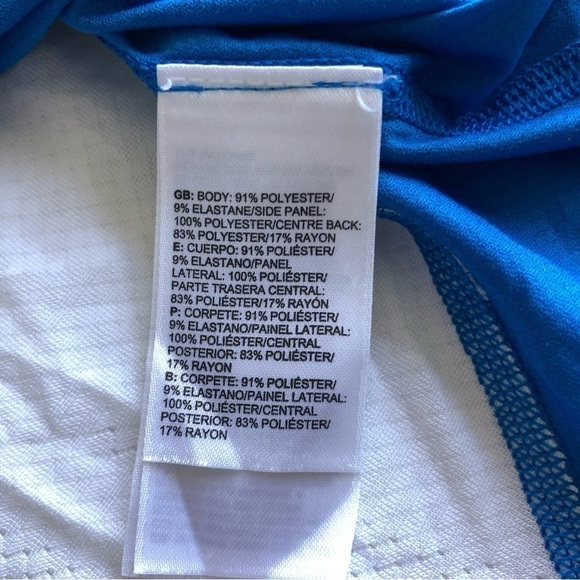 GB: BODY: 91% POLYESTER/
9% ELASTANE/SIDE PANEL:
100% POLYESTER/CENTRE BACK:
83% POLYESTER/17% RAYON
E: CUERPO: 91% POLIÉSTER/
9% ELASTANO/PANEL
LATERAL: 100% POLIÉSTER/
PARTE TRASERA CENTRAL:
83% POLIÉSTER/17% RAYÓN
P: CORPETE: 91% POLIÉSTER/
9% ELASTANO/PAINEL LATERAL:
100% POLIÉSTER/CENTRAL
POSTERIOR: 83% POLIÉSTER/
17% RAYON
B: CORPETE: 91% POLIÉSTER/
9% ELASTANO/PAINEL LATERAL:
100% POLIÉSTER/CENTRAL
POSTERIOR: 83% POLIÉSTER/
17% RAYON